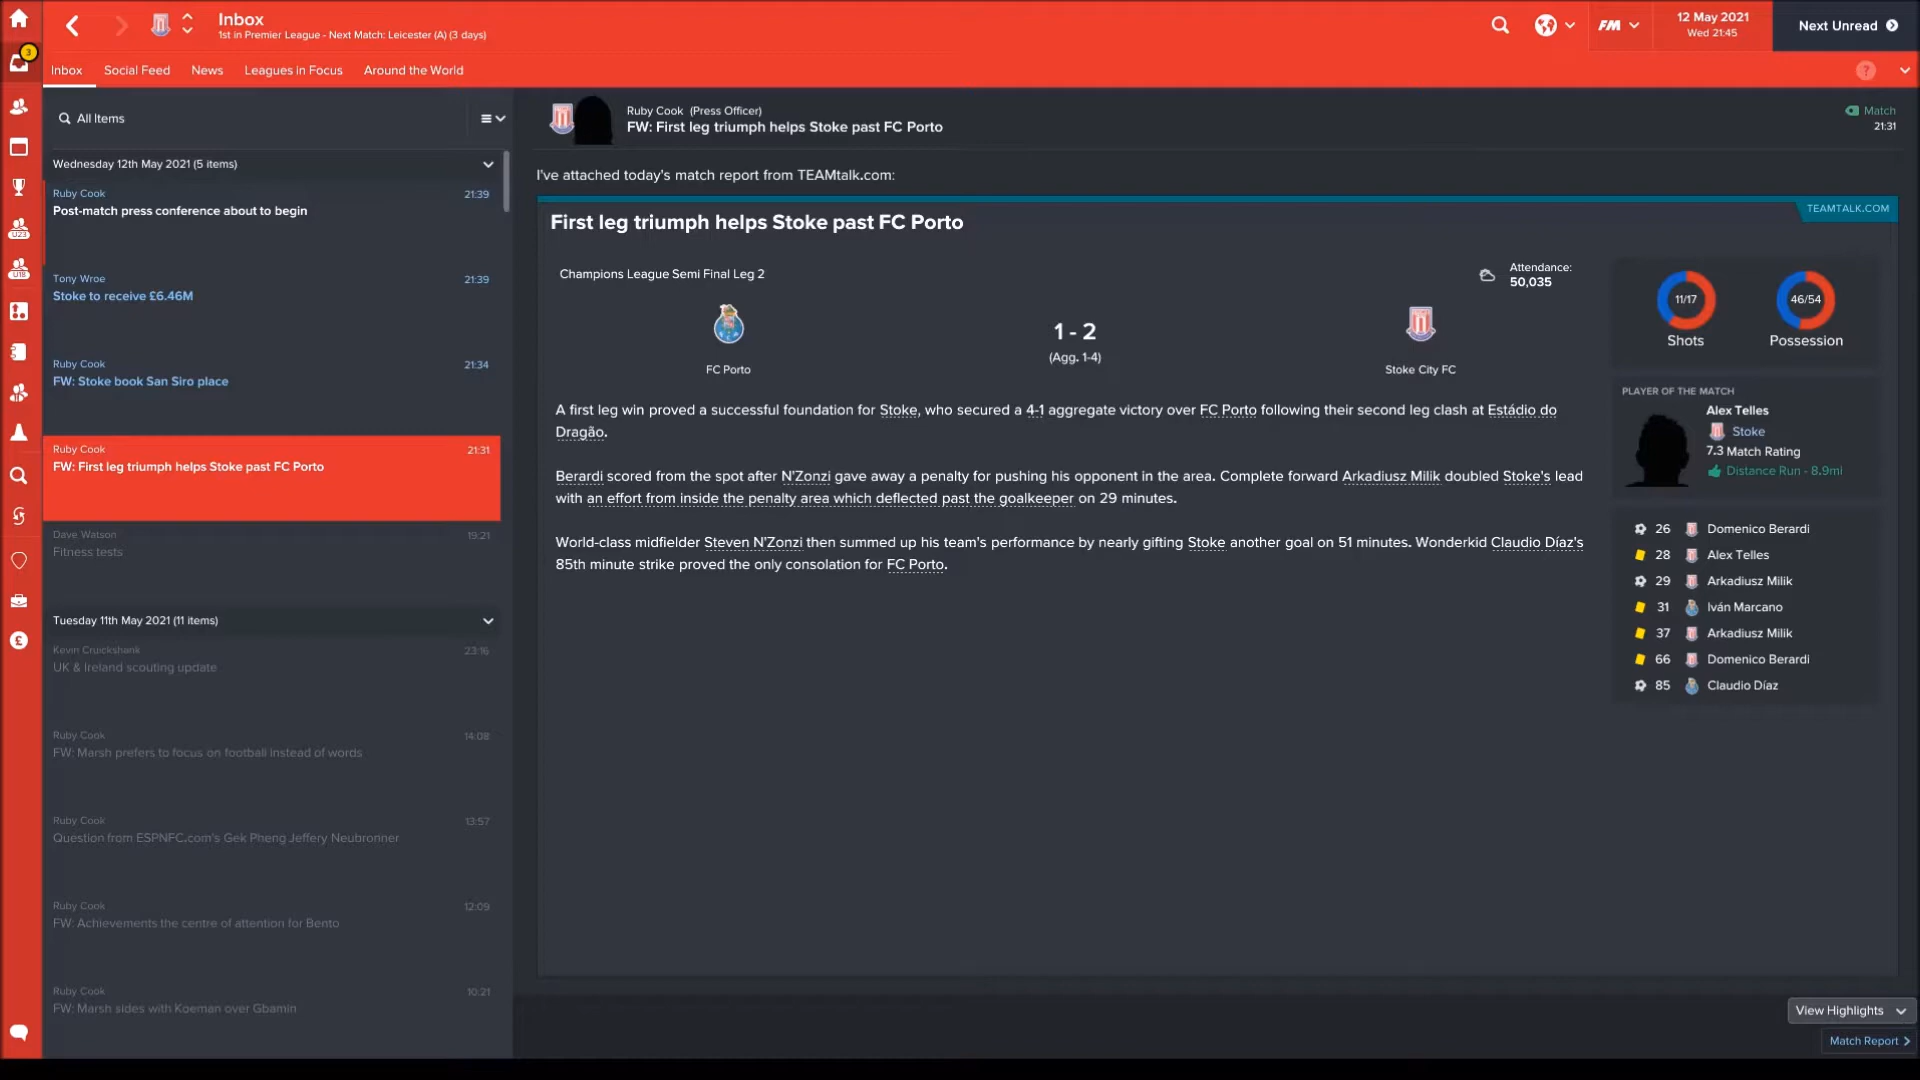 Inbox
1st in Premier League - Next Match: Leicester (A) (3 days)
FM
12 May 2021
Wed 21:45
Next Unread
3
Inbox
Social Feed
News
Leagues in Focus
Around the World
?
All Items
Wednesday 12th May 2021 (5 items)
Ruby Cook
21:39
Post-match press conference about to begin
Tony Wroe
21:39
Stoke to receive £6.46M
Ruby Cook
21:34
FW: Stoke book San Siro place
Ruby Cook
21:31
FW: First leg triumph helps Stoke past FC Porto
Dave Watson
19:21
Fitness tests
Tuesday 11th May 2021 (11 items)
Kevin Cruickshank
23:16
UK & Ireland scouting update
Ruby Cook
14:08
FW: Marsh prefers to focus on football instead of words
Ruby Cook
13:57
Question from ESPNFC.com's Gek Pheng Jeffery Neubronner
Ruby Cook
12:09
FW: Achievements the centre of attention for Bento
Ruby Cook
10:21
FW: Marsh sides with Koeman over Gbamin
U23
U18
£
Ruby Cook (Press Officer)
FW: First leg triumph helps Stoke past FC Porto
Match
21:31
I've attached today's match report from TEAMtalk.com:
TEAMTALK.COM
First leg triumph helps Stoke past FC Porto
Champions League Semi Final Leg 2
Attendance:
50,035
1 - 2
(Agg. 1-4)
FC Porto
Stoke City FC
A first leg win proved a successful foundation for Stoke, who secured a 4-1 aggregate victory over FC Porto following their second leg clash at Estádio do
Dragão.
Berardi scored from the spot after N'Zonzi gave away a penalty for pushing his opponent in the area. Complete forward Arkadiusz Milik doubled Stoke's lead
with an effort from inside the penalty area which deflected past the goalkeeper on 29 minutes.
World-class midfielder Steven N'Zonzi then summed up his team's performance by nearly gifting Stoke another goal on 51 minutes. Wonderkid Claudio Díaz's
85th minute strike proved the only consolation for FC Porto.
11/17
46/54
Shots
Possession
PLAYER OF THE MATCH
Alex Telles
Stoke
7.3 Match Rating
Distance Run - 8.9mi
26 Domenico Berardi
28 Alex Telles
29 Arkadiusz Milik
31 Iván Marcano
37 Arkadiusz Milik
66 Domenico Berardi
85 Claudio Díaz
View Highlights
Match Report